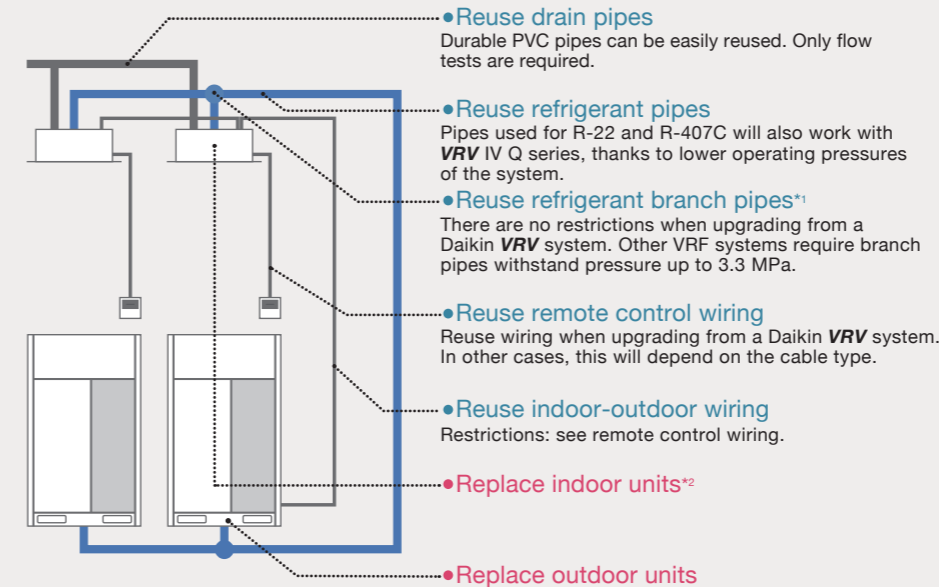 ●Reuse drain pipes
Durable PVC pipes can be easily reused. Only flow
tests are required.
●Reuse refrigerant pipes
Pipes used for R-22 and R-407C will also work with
VRV IV Q series, thanks to lower operating pressures
of the system.
●Reuse refrigerant branch pipes*1
There are no restrictions when upgrading from a
Daikin VRV system. Other VRF systems require branch
pipes withstand pressure up to 3.3 MPa.
●Reuse remote control wiring
Reuse wiring when upgrading from a Daikin VRV system.
In other cases, this will depend on the cable type.
●Reuse indoor-outdoor wiring
Restrictions: see remote control wiring.
●Replace indoor units*2
●Replace outdoor units